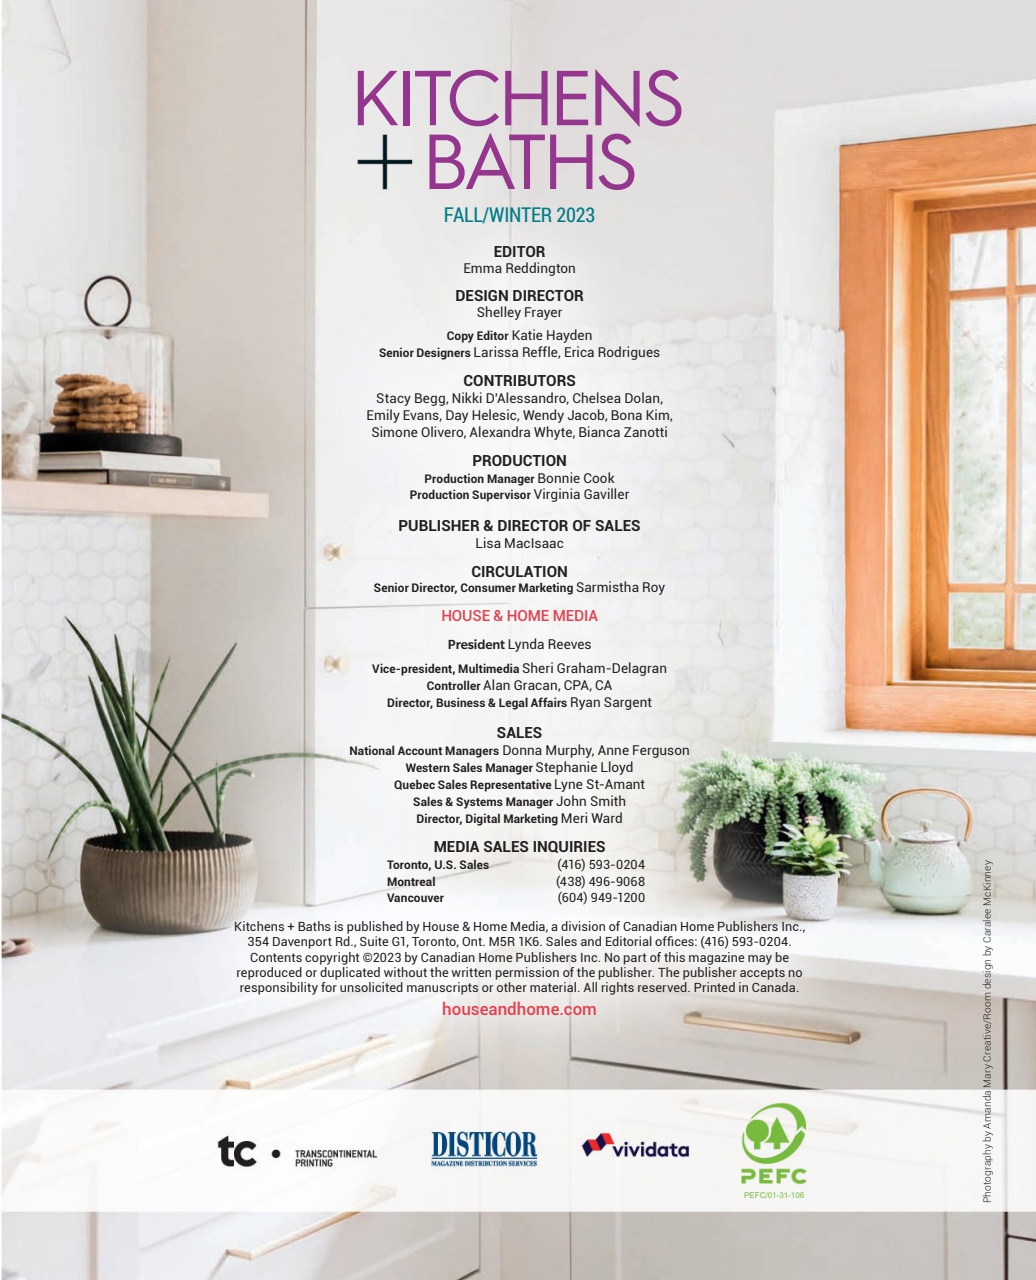 KITCHENS
+BATHS
FALL/WINTER 2023
EDITOR
Emma Reddington
DESIGN DIRECTOR
Shelley Frayer
Copy Editor Katie Hayden
Senior Designers Larissa Reffle, Erica Rodrigues
CONTRIBUTORS
Stacy Begg, Nikki D'Alessandro, Chelsea Dolan,
Emily Evans, Day Helesic, Wendy Jacob, Bona Kim,
Simone Olivero, Alexandra Whyte, Bianca Zanotti
PRODUCTION
Production Manager Bonnie Cook
Production Supervisor Virginia Gaviller
PUBLISHER & DIRECTOR OF SALES
Lisa MacIsaac
CIRCULATION
Senior Director, Consumer Marketing Sarmistha Roy
HOUSE & HOME MEDIA
President Lynda Reeves
Vice-president, Multimedia Sheri Graham-Delagran
Controller Alan Gracan, CPA, CA
Director, Business & Legal Affairs Ryan Sargent
SALES
National Account Managers Donna Murphy, Anne Ferguson
Western Sales Manager Stephanie Lloyd
Quebec Sales Representative Lyne St-Amant
Sales & Systems Manager John Smith
Director, Digital Marketing Meri Ward
MEDIA SALES INQUIRIES
Toronto, U.S. Sales (416) 593-0204
Montreal (438) 496-9068
Vancouver (604) 949-1200
Kitchens + Baths is published by House & Home Media, a division of Canadian Home Publishers Inc.,
354 Davenport Rd., Suite G1, Toronto, Ont. M5R 1K6. Sales and Editorial offices: (416) 593-0204.
Contents copyright ©2023 by Canadian Home Publishers Inc. No part of this magazine may be
reproduced or duplicated without the written permission of the publisher. The publisher accepts no
responsibility for unsolicited manuscripts or other material. All rights reserved. Printed in Canada.
houseandhome.com
Photography by Amanda Mary Creative/Room design by Caralee McKinney
tc • TRANSCONTINENTAL
PRINTING
DISTICOR
MAGAZINE DISTRIBUTION SERVICES
vividata
PEFC
PEFC/01-31-106